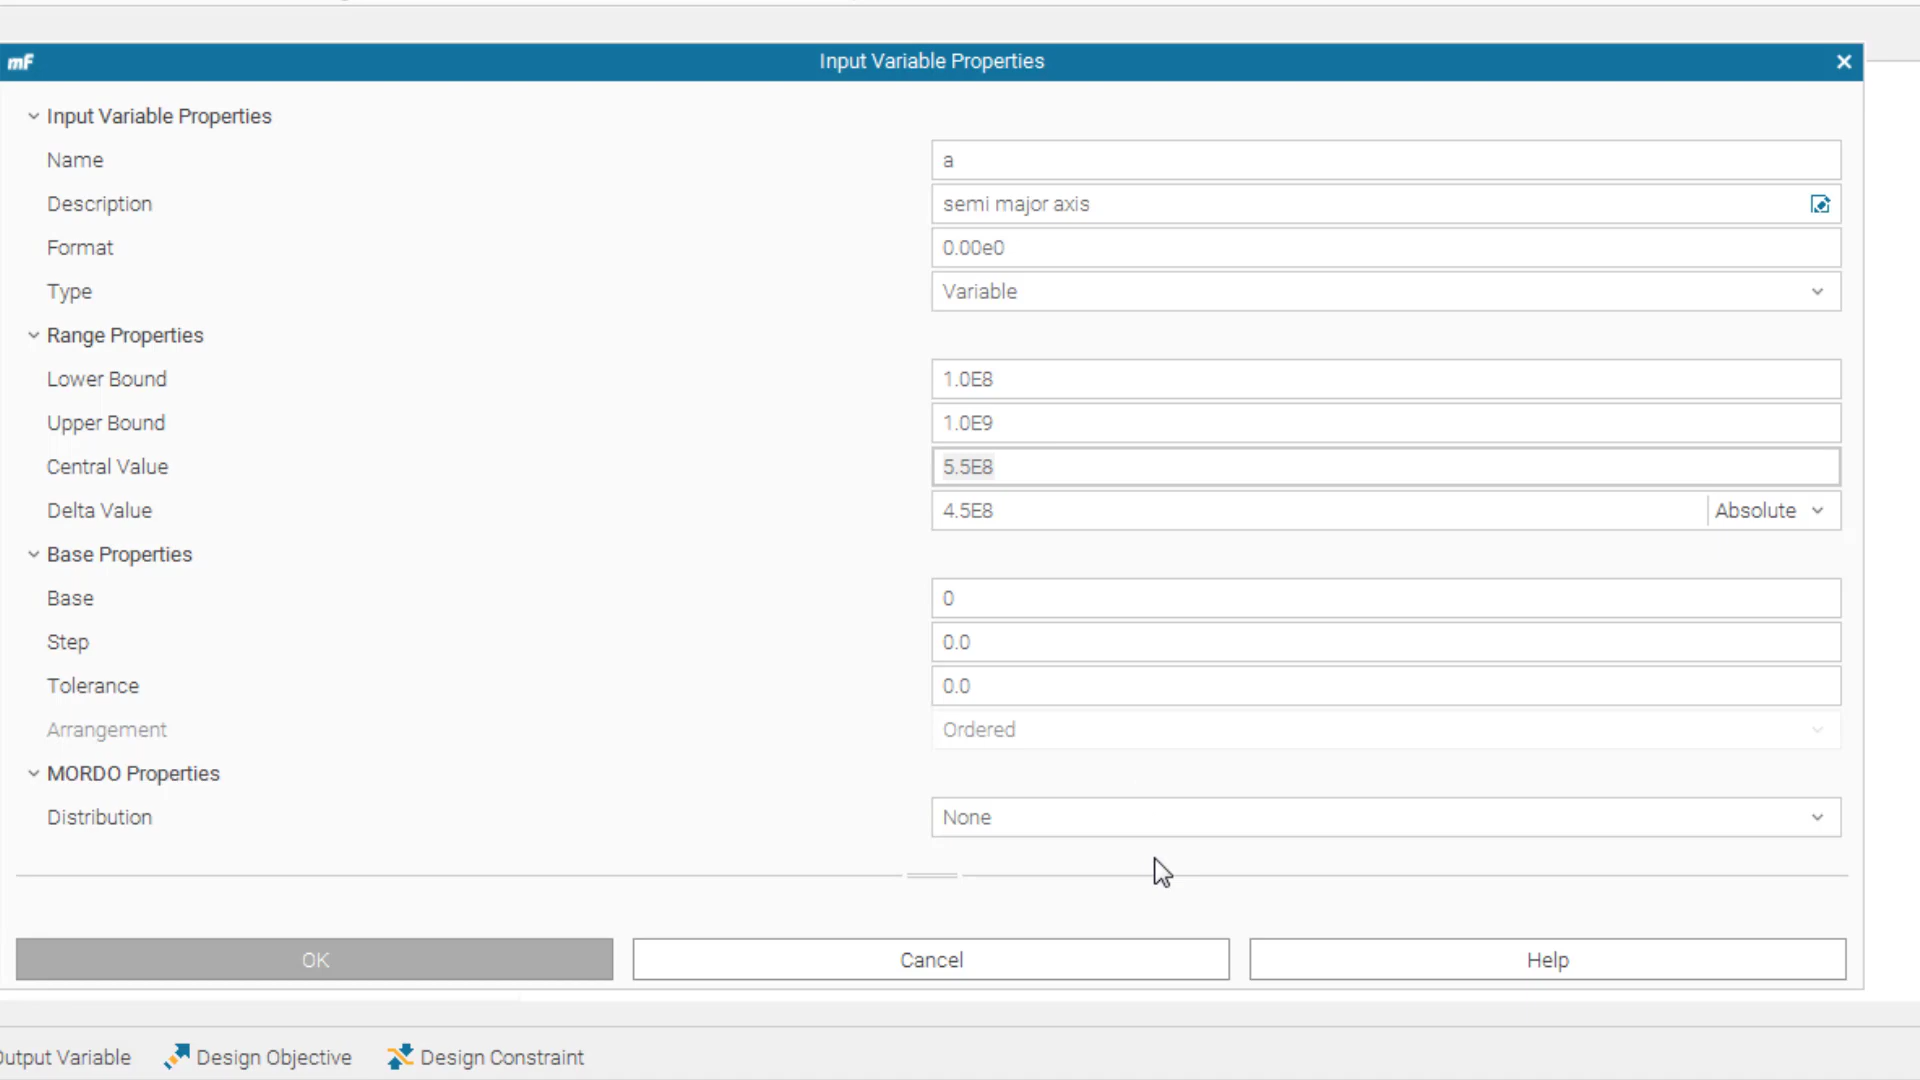 mF
Input Variable Properties
Input Variable Properties
Name
a
Description
semi major axis
Format
0.00e0
Type
Variable
Range Properties
Lower Bound
1.0E8
Upper Bound
1.0E9
Central Value
5.5E8
Delta Value
4.5E8
Absolute
Base Properties
Base
0
Step
0.0
Tolerance
0.0
Arrangement
Ordered
MORDO Properties
Distribution
None
OK
Cancel
Help
Output Variable
Design Objective
Design Constraint